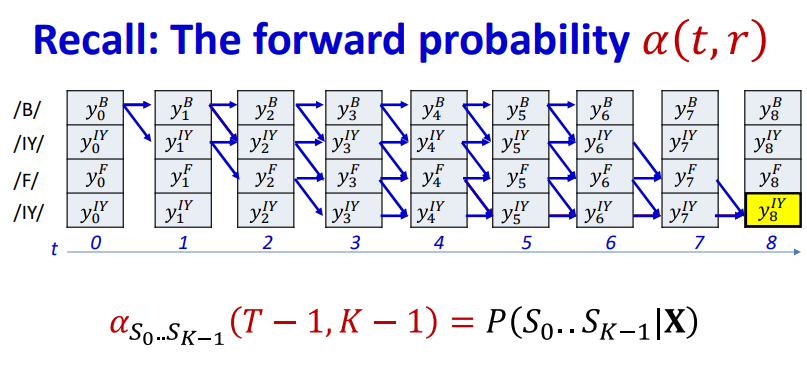 Recall: The forward probability α(t, r)
/B/ y_0^B y_1^B y_2^B y_3^B y_4^B y_5^B y_6^B y_7^B y_8^B
/IY/ y_0^IY y_1^IY y_2^IY y_3^IY y_4^IY y_5^IY y_6^IY y_7^IY y_8^IY
/F/ y_0^F y_1^F y_2^F y_3^F y_4^F y_5^F y_6^F y_7^F y_8^F
/IY/ y_0^IY y_1^IY y_2^IY y_3^IY y_4^IY y_5^IY y_6^IY y_7^IY y_8^IY
t 0 1 2 3 4 5 6 7 8
α_{S_0..S_{K−1}}(T − 1, K − 1) = P(S_0..S_{K−1}|X)